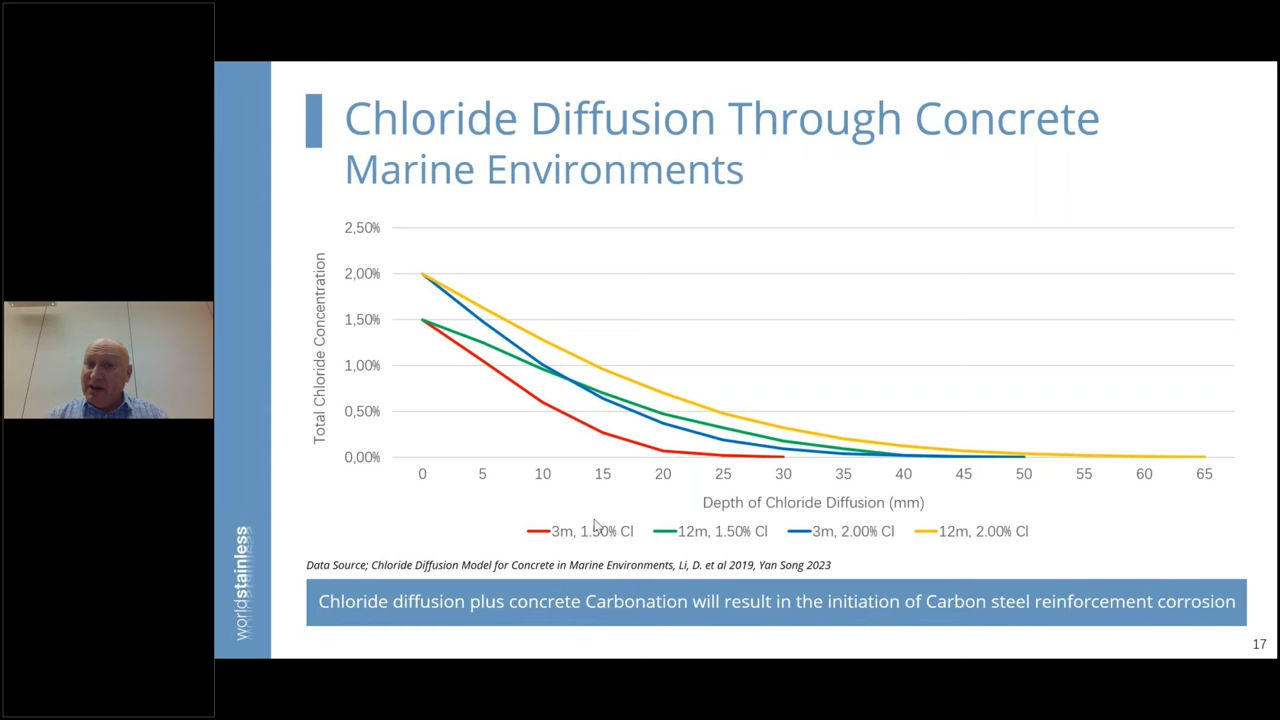 Chloride Diffusion Through Concrete
Marine Environments
Total Chloride Concentration
2,50%
2,00%
1,50%
1,00%
0,50%
0,00%
0 5 10 15 20 25 30 35 40 45 50 55 60 65
Depth of Chloride Diffusion (mm)
3m, 1.50% Cl 12m, 1.50% Cl 3m, 2.00% Cl 12m, 2.00% Cl
Data Source; Chloride Diffusion Model for Concrete in Marine Environments, Li, D. et al 2019, Yan Song 2023
Chloride diffusion plus concrete Carbonation will result in the initiation of Carbon steel reinforcement corrosion
worldstainless
17